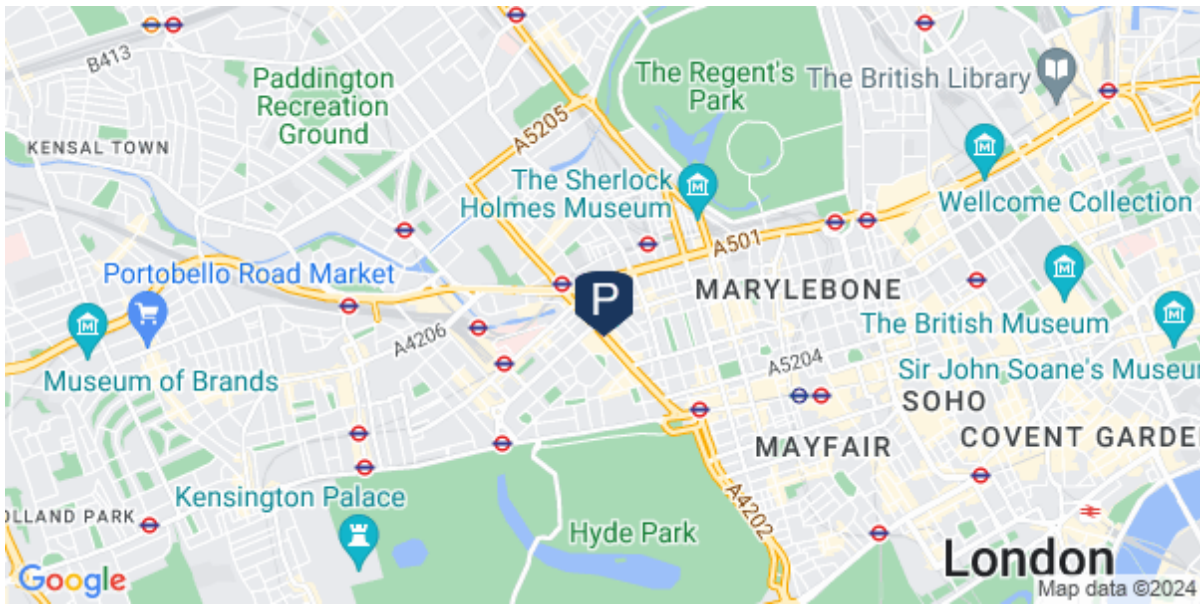 B413
Paddington
Recreation
Ground
The Regent's
Park
The British Library
A5205
KENSAL TOWN
The Sherlock
Holmes Museum
Wellcome Collection
A501
Portobello Road Market
P
MARYLEBONE
The British Museum
A4206
A5204
Museum of Brands
Sir John Soane's Museu
SOHO
MAYFAIR
COVENT GARDE
Kensington Palace
A4202
OLLAND PARK
Hyde Park
London
Google
Map data ©2024